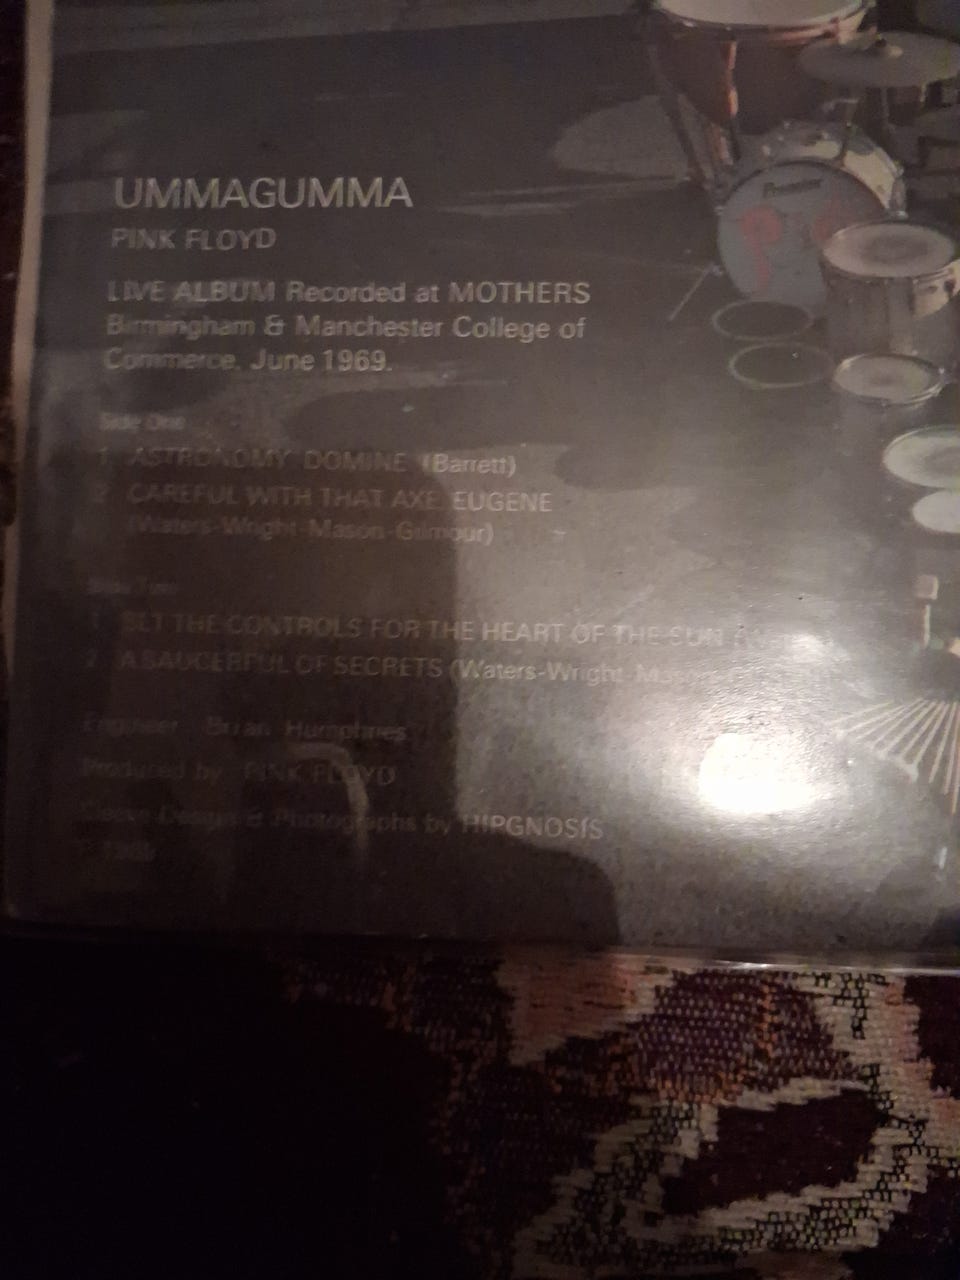 UMMAGUMMA
PINK FLOYD
LIVE ALBUM Recorded at MOTHERS
Birmingham & Manchester College of
Commerce, June 1969.
Side One
1 ASTRONOMY DOMINE (Barrett)
2 CAREFUL WITH THAT AXE EUGENE
(Waters-Wright-Mason-Gilmour)
Side Two
1 SET THE CONTROLS FOR THE HEART OF THE SUN
2 A SAUCERFUL OF SECRETS (Waters-Wright-Mason
Engineer Brian Humphries
Produced by PINK FLOYD
Sleeve Design & Photographs by HIPGNOSIS
Premier